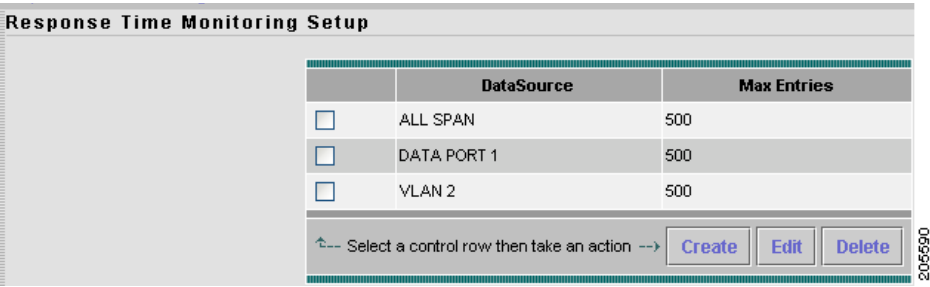 Response Time Monitoring Setup
DataSource Max Entries
ALL SPAN 500
DATA PORT 1 500
VLAN 2 500
Select a control row then take an action Create Edit Delete
205590